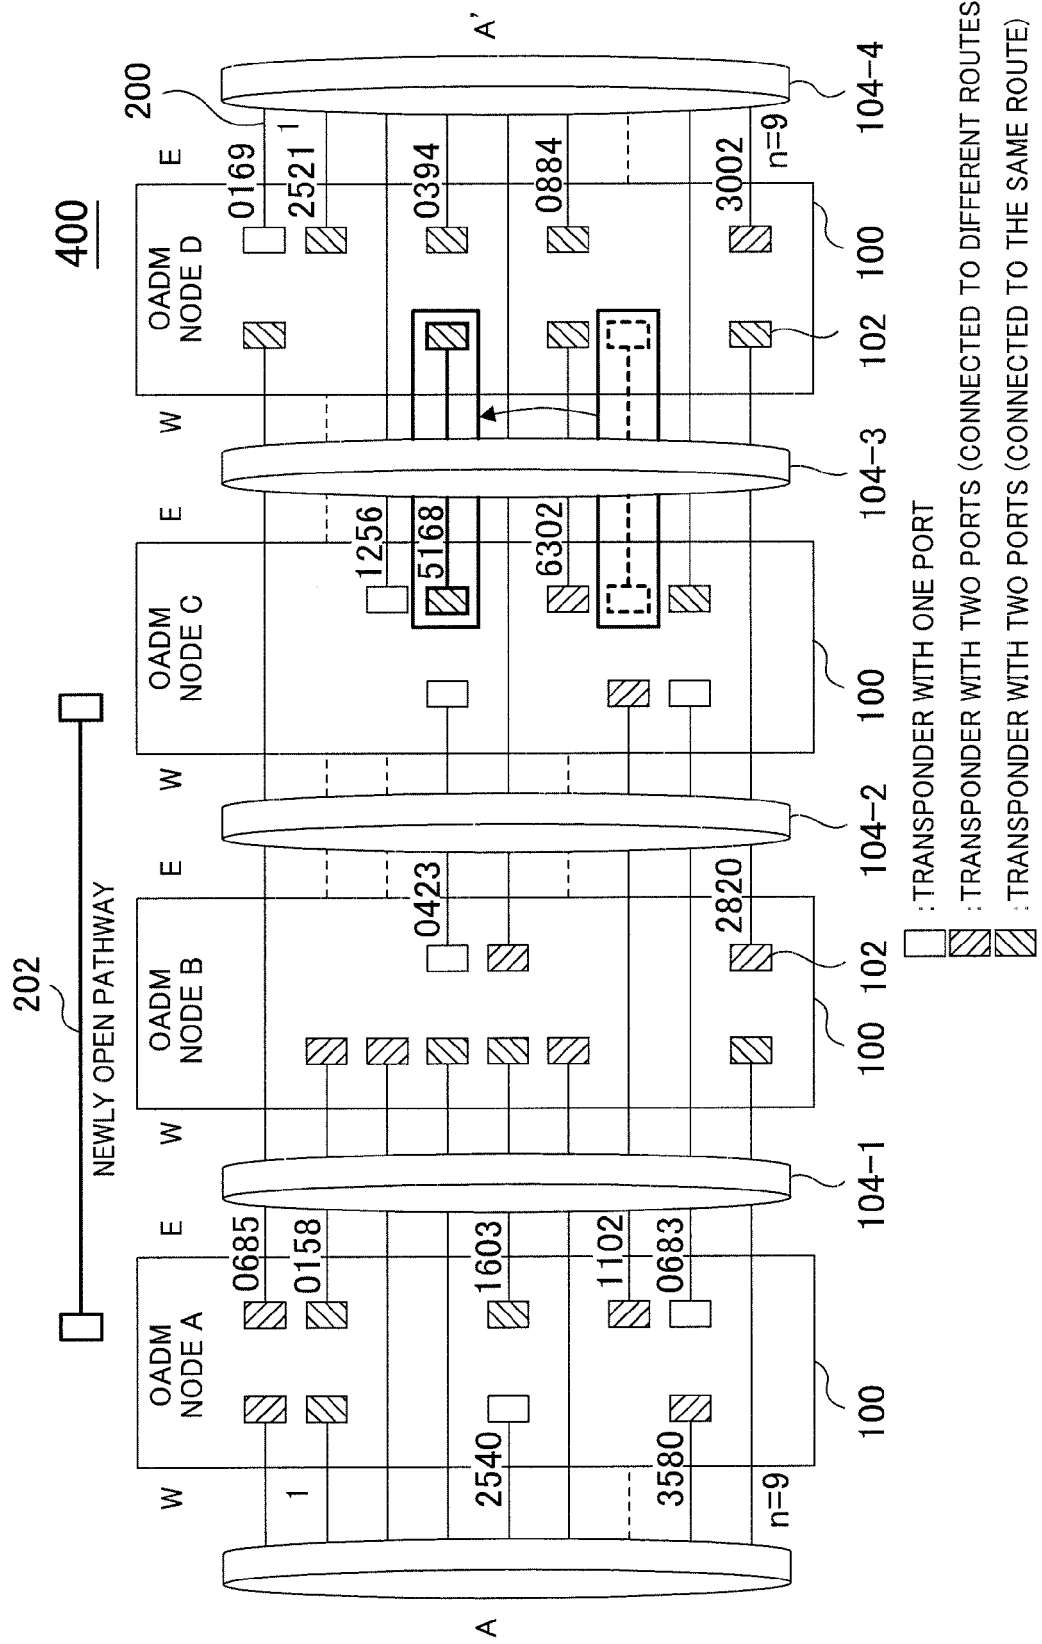 400
202
NEWLY OPEN PATHWAY
W
OADM
NODE A
E
W
OADM
NODE B
E
W
OADM
NODE C
E
W
OADM
NODE D
E
200
0685
0169
1
0158
2521
1
1256
0423
5168
0394
A
2540
1603
A'
6302
0884
1102
3580
0683
n=9
2820
3002
n=9
100
104-1
100
102
104-2
100
104-3
102
100
104-4
: TRANSPONDER WITH ONE PORT
: TRANSPONDER WITH TWO PORTS (CONNECTED TO DIFFERENT ROUTES
: TRANSPONDER WITH TWO PORTS (CONNECTED TO THE SAME ROUTE)